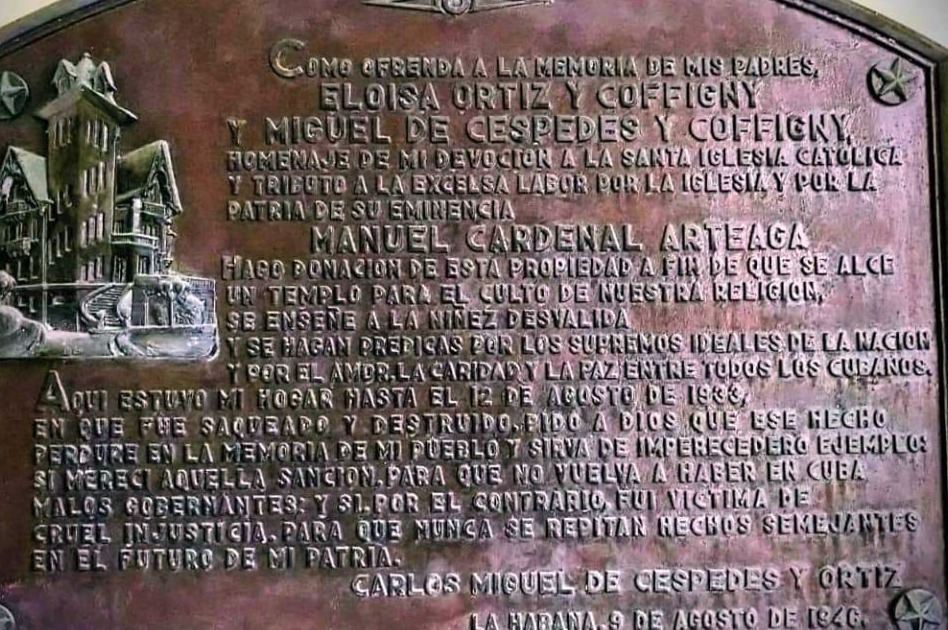 COMO OFRENDA A LA MEMORIA DE MIS PADRES,
ELOISA ORTIZ Y COFFIGNY
Y MIGUEL DE CESPEDES Y COFFIGNY,
HOMENAJE DE MI DEVOCION A LA SANTA IGLESIA CATOLICA
Y TRIBUTO A LA EXCELSA LABOR POR LA IGLESIA Y POR LA
PATRIA DE SU EMINENCIA
MANUEL CARDENAL ARTEAGA
HAGO DONACION DE ESTA PROPIEDAD A FIN DE QUE SE ALCE
UN TEMPLO PARA EL CULTO DE NUESTRA RELIGION,
SE ENSEÑE A LA NIÑEZ DESVALIDA
Y SE HAGAN PREDICAS POR LOS SUPREMOS IDEALES DE LA NACION
Y POR EL AMOR, LA CARIDAD Y LA PAZ ENTRE TODOS LOS CUBANOS.
AQUI ESTUVO MI HOGAR HASTA EL 12 DE AGOSTO DE 1933,
EN QUE FUE SAQUEADO Y DESTRUIDO. PIDO A DIOS QUE ESE HECHO
PERDURE EN LA MEMORIA DE MI PUEBLO Y SIRVA DE IMPERECEDERO EJEMPLO:
SI MERECI AQUELLA SANCION, PARA QUE NO VUELVA A HABER EN CUBA
MALOS GOBERNANTES; Y SI, POR EL CONTRARIO, FUI VICTIMA DE
CRUEL INJUSTICIA, PARA QUE NUNCA SE REPITAN HECHOS SEMEJANTES
EN EL FUTURO DE MI PATRIA.
CARLOS MIGUEL DE CESPEDES Y ORTIZ
LA HABANA, 9 DE AGOSTO DE 1946.